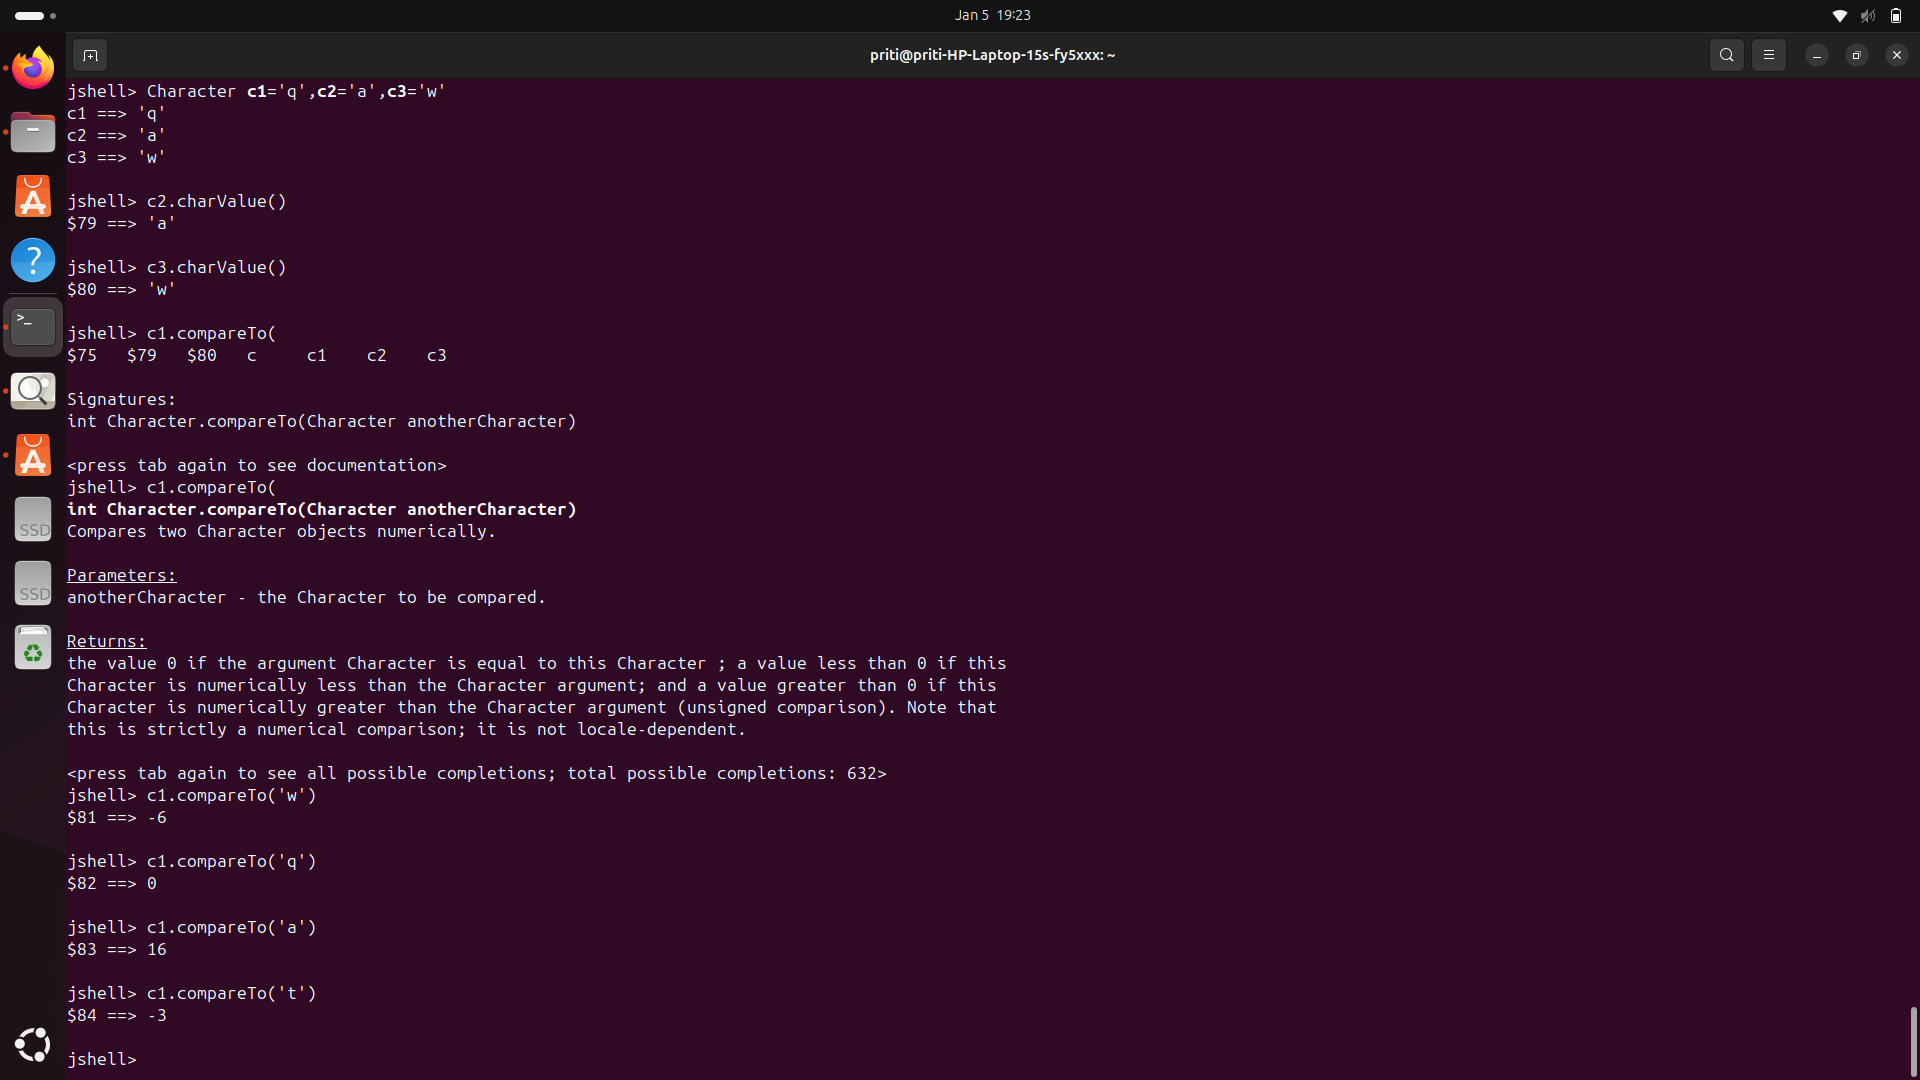 Jan 5 19:23
priti@priti-HP-Laptop-15s-fy5xxx: ~
jshell> Character c1='q',c2='a',c3='w'
c1 ==> 'q'
c2 ==> 'a'
c3 ==> 'w'
jshell> c2.charValue()
$79 ==> 'a'
jshell> c3.charValue()
$80 ==> 'w'
jshell> c1.compareTo(
$75 $79 $80 c c1 c2 c3
Signatures:
int Character.compareTo(Character anotherCharacter)
<press tab again to see documentation>
jshell> c1.compareTo(
int Character.compareTo(Character anotherCharacter)
Compares two Character objects numerically.
Parameters:
anotherCharacter - the Character to be compared.
Returns:
the value 0 if the argument Character is equal to this Character ; a value less than 0 if this
Character is numerically less than the Character argument; and a value greater than 0 if this
Character is numerically greater than the Character argument (unsigned comparison). Note that
this is strictly a numerical comparison; it is not locale-dependent.
<press tab again to see all possible completions; total possible completions: 632>
jshell> c1.compareTo('w')
$81 ==> -6
jshell> c1.compareTo('q')
$82 ==> 0
jshell> c1.compareTo('a')
$83 ==> 16
jshell> c1.compareTo('t')
$84 ==> -3
jshell>
SSD
SSD